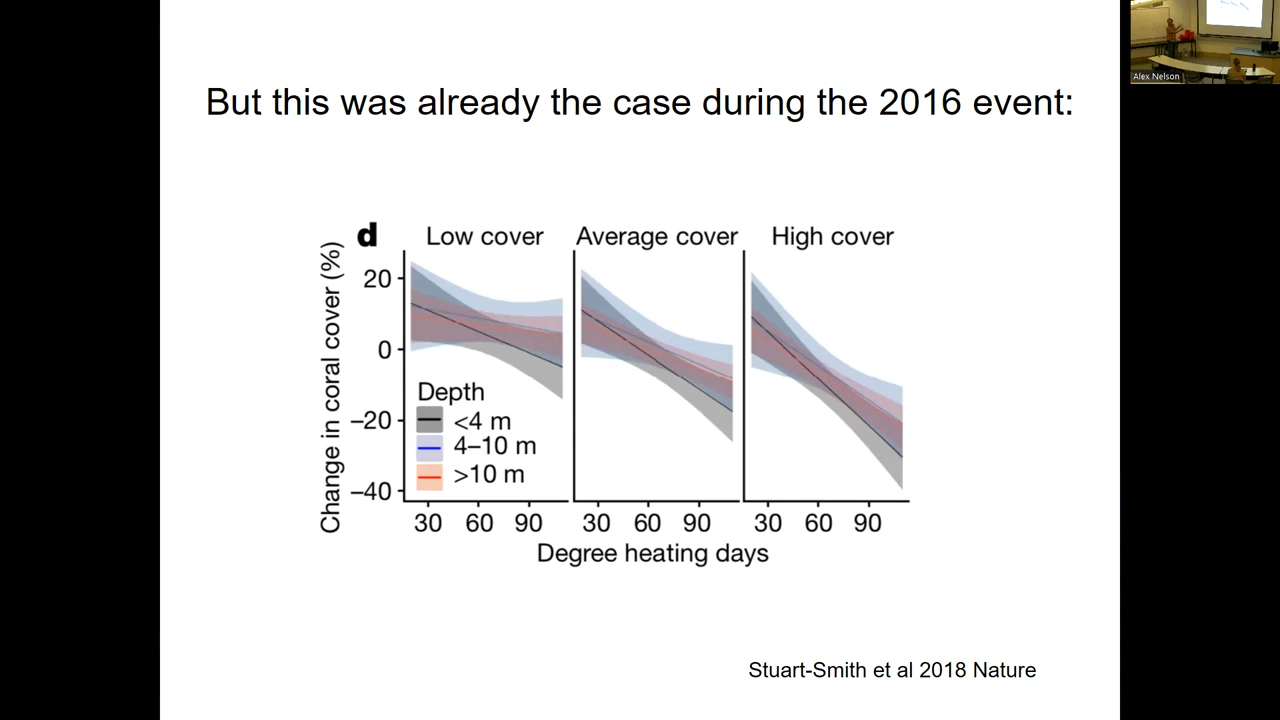 But this was already the case during the 2016 event:
d
Low cover
Average cover
High cover
Change in coral cover (%)
20
0
–20
–40
Depth
<4 m
4–10 m
>10 m
30 60 90
30 60 90
30 60 90
Degree heating days
Stuart-Smith et al 2018 Nature
Alex Nelson